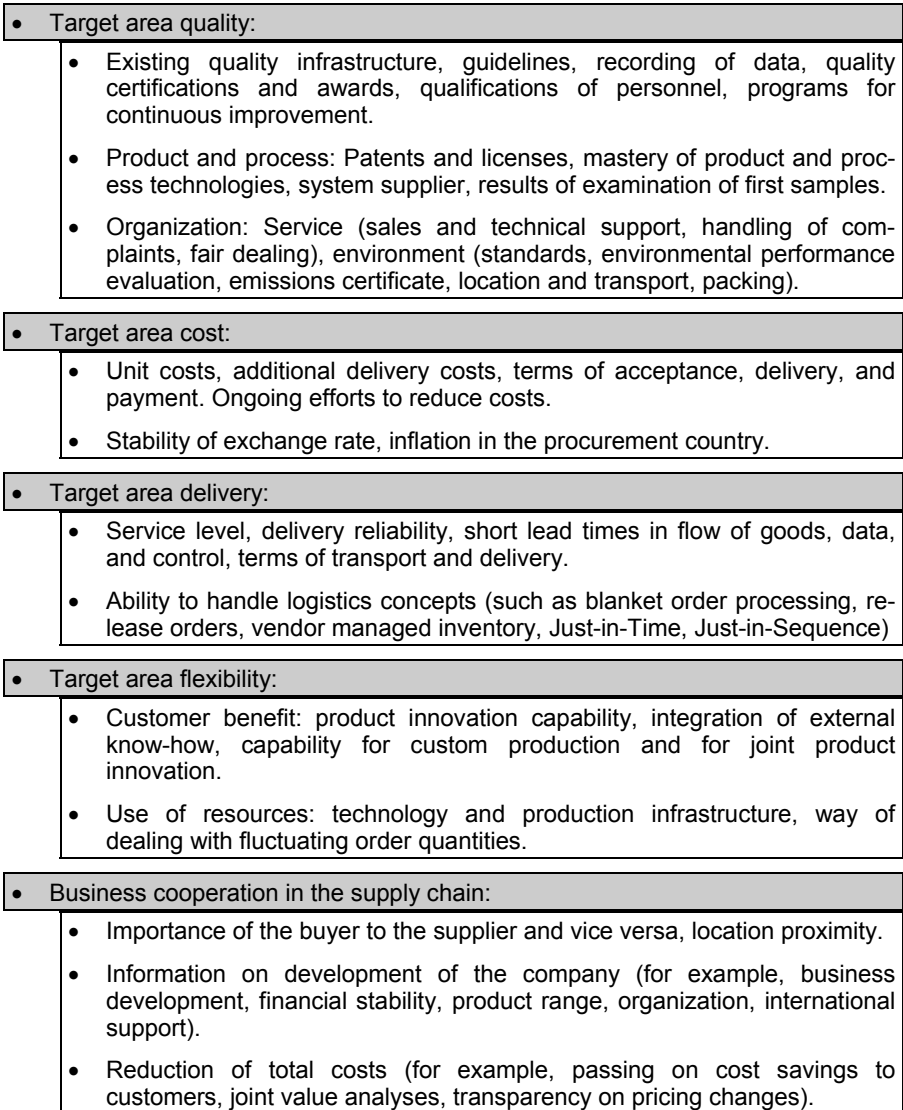 • Target area quality:
• Existing quality infrastructure, guidelines, recording of data, quality
certifications and awards, qualifications of personnel, programs for
continuous improvement.
• Product and process: Patents and licenses, mastery of product and proc-
ess technologies, system supplier, results of examination of first samples.
• Organization: Service (sales and technical support, handling of com-
plaints, fair dealing), environment (standards, environmental performance
evaluation, emissions certificate, location and transport, packing).
• Target area cost:
• Unit costs, additional delivery costs, terms of acceptance, delivery, and
payment. Ongoing efforts to reduce costs.
• Stability of exchange rate, inflation in the procurement country.
• Target area delivery:
• Service level, delivery reliability, short lead times in flow of goods, data,
and control, terms of transport and delivery.
• Ability to handle logistics concepts (such as blanket order processing, re-
lease orders, vendor managed inventory, Just-in-Time, Just-in-Sequence)
• Target area flexibility:
• Customer benefit: product innovation capability, integration of external
know-how, capability for custom production and for joint product
innovation.
• Use of resources: technology and production infrastructure, way of
dealing with fluctuating order quantities.
• Business cooperation in the supply chain:
• Importance of the buyer to the supplier and vice versa, location proximity.
• Information on development of the company (for example, business
development, financial stability, product range, organization, international
support).
• Reduction of total costs (for example, passing on cost savings to
customers, joint value analyses, transparency on pricing changes).